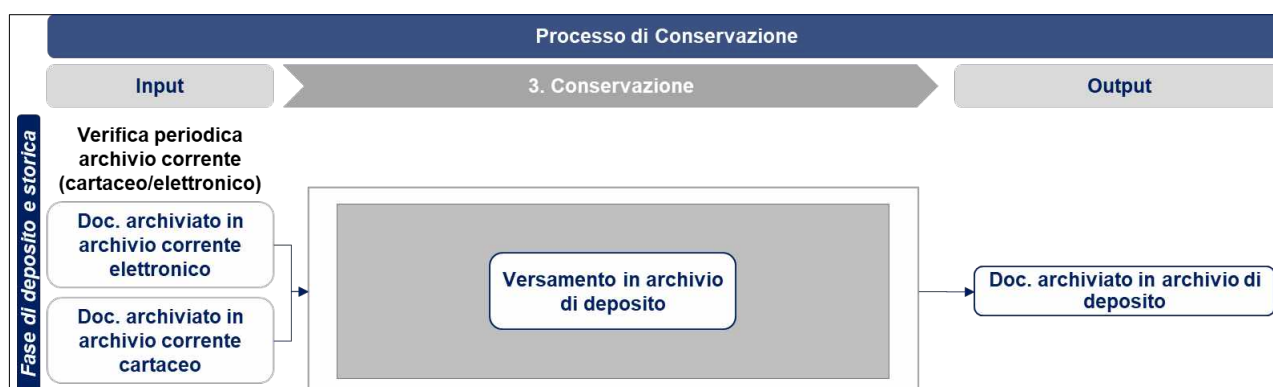 Processo di Conservazione
Input
3. Conservazione
Output
Fase di deposito e storica
Verifica periodica
archivio corrente
(cartaceo/elettronico)
Doc. archiviato in
archivio corrente
elettronico
Doc. archiviato in
archivio corrente
cartaceo
Versamento in archivio
di deposito
Doc. archiviato in archivio di
deposito